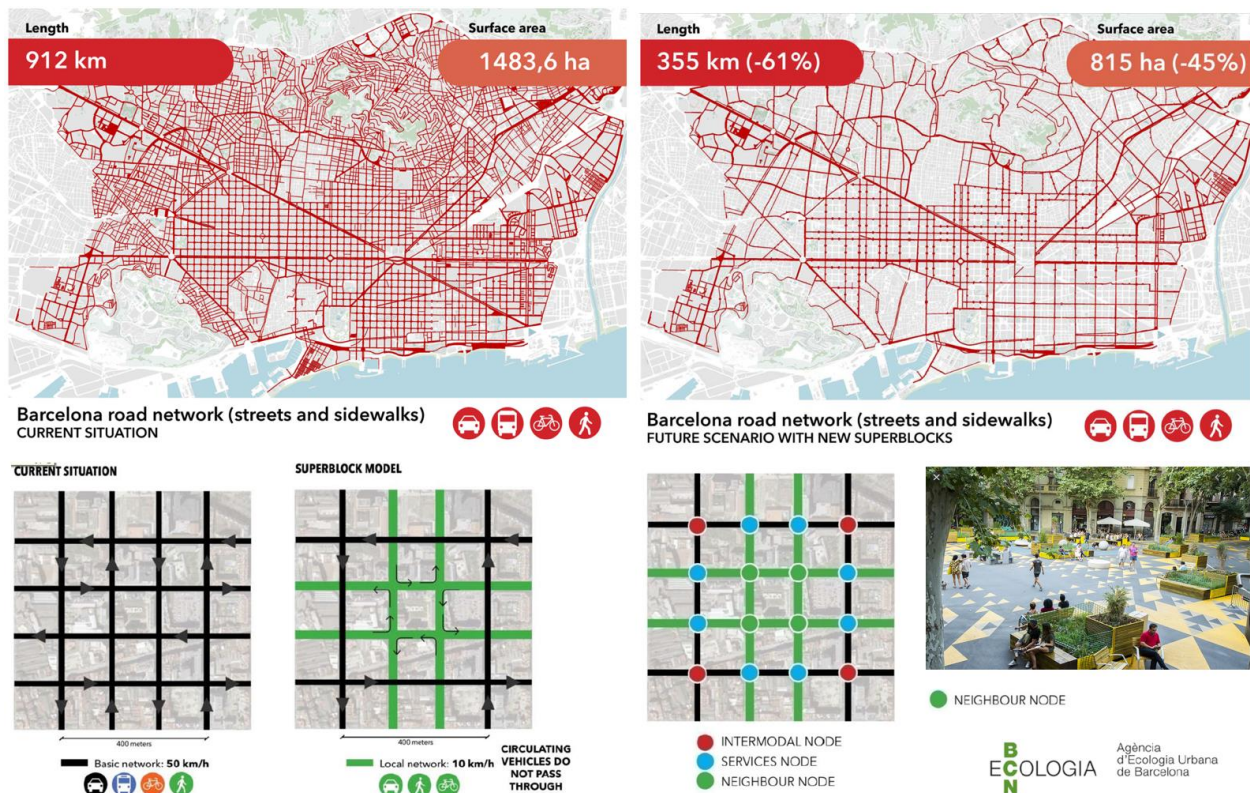 Length
912 km
Surface area
1483,6 ha
Length
355 km (-61%)
Surface area
815 ha (-45%)
Barcelona road network (streets and sidewalks)
CURRENT SITUATION
Barcelona road network (streets and sidewalks)
FUTURE SCENARIO WITH NEW SUPERBLOCKS
CURRENT SITUATION
SUPERBLOCK MODEL
400 meters
400 meters
Basic network: 50 km/h
Local network: 10 km/h
CIRCULATING
VEHICLES DO
NOT PASS
THROUGH
INTERMODAL NODE
SERVICES NODE
NEIGHBOUR NODE
NEIGHBOUR NODE
BCN
ECOLOGIA
Agència
d'Ecologia Urbana
de Barcelona